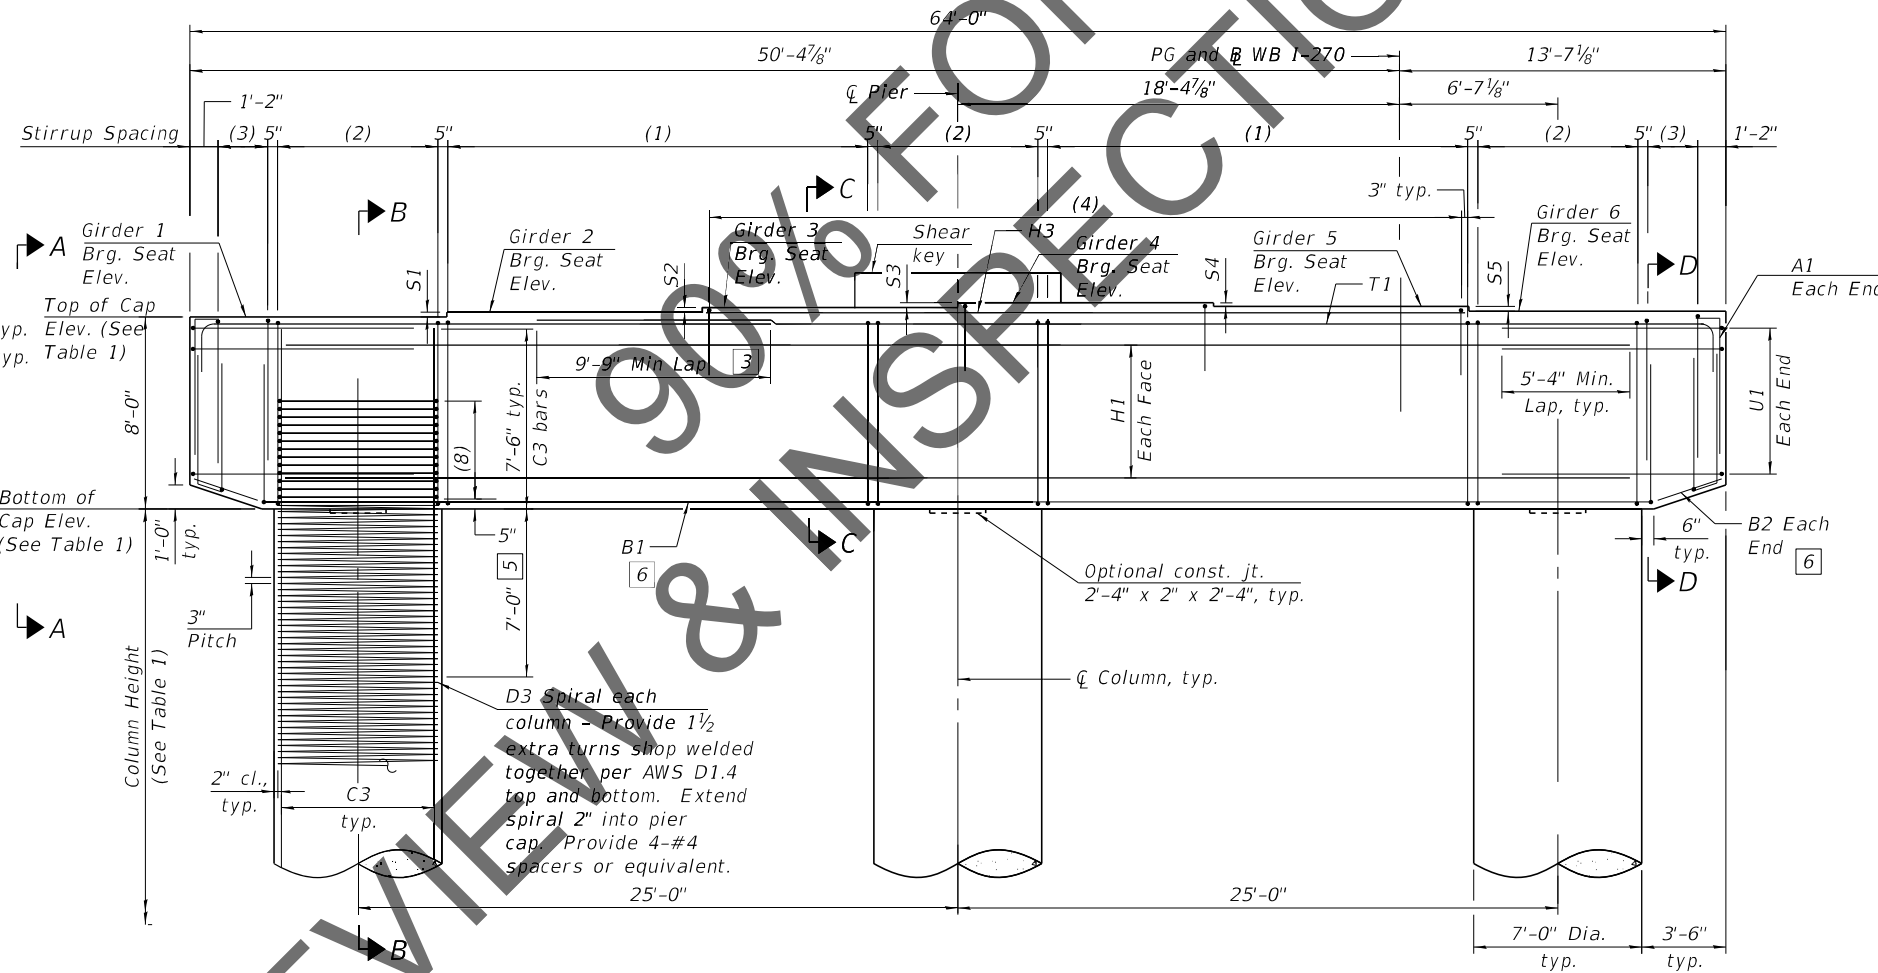 64'-0"
50'-4⅞"
PG and ℄ WB I-270
13'-7⅛"
1'-2"
℄ Pier
18'-4⅞"
6'-7⅛"
Stirrup Spacing
(3)
5"
(2)
5"
(1)
5"
(2)
5"
(1)
5"
(2)
5"
(3)
1'-2"
B
C
3" typ.
(4)
A
Girder 1
Brg. Seat
Elev.
Girder 2
Brg. Seat
Elev.
Girder 3
Brg. Seat
Elev.
Shear
key
H3
Girder 4
Brg. Seat
Elev.
Girder 5
Brg. Seat
Elev.
Girder 6
Brg. Seat
Elev.
D
A1
Each End
S1
S2
S3
S4
S5
T1
Top of Cap
yp. Elev. (See
yp. Table 1)
8'-0"
9'-9" Min Lap
3
7'-6" typ.
C3 bars
(8)
H1
Each Face
5'-4" Min.
Lap, typ.
U1
Each End
Bottom of
Cap Elev.
(See Table 1)
1'-0"
typ.
5"
5
7'-0"
B1
6
C
Optional const. jt.
2'-4" x 2" x 2'-4", typ.
6"
typ.
B2 Each
End
6
D
3"
Pitch
A
Column Height
(See Table 1)
℄ Column, typ.
D3 Spiral each
column - Provide 1½
extra turns shop welded
together per AWS D1.4
top and bottom. Extend
spiral 2" into pier
cap. Provide 4-#4
spacers or equivalent.
2" cl.,
typ.
C3
typ.
25'-0"
25'-0"
B
7'-0" Dia.
typ.
3'-6"
typ.
90% FOR
VIEW & INSPECTIO